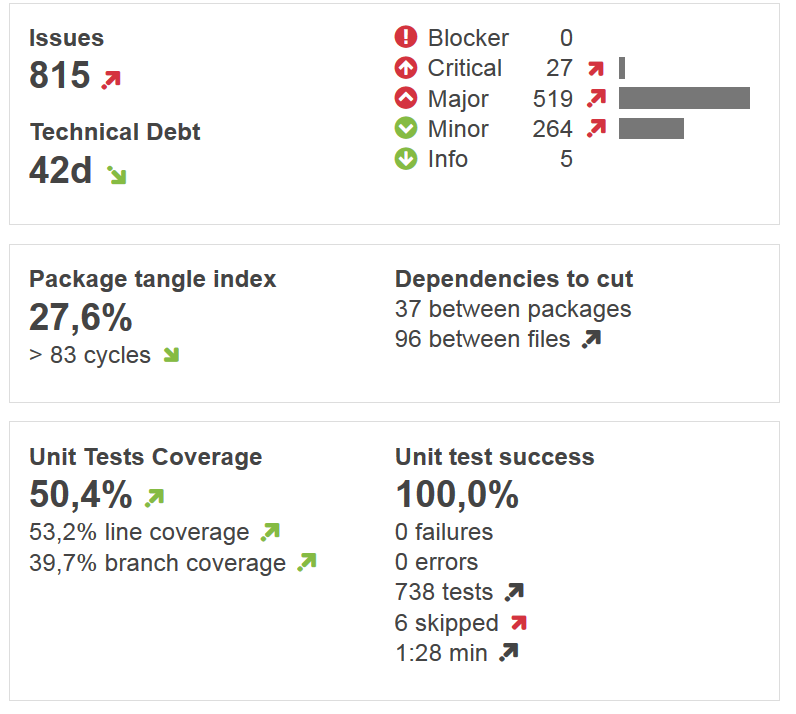 Issues
815
Technical Debt
42d
Blocker 0
Critical 27
Major 519
Minor 264
Info 5
Package tangle index
27,6%
> 83 cycles
Dependencies to cut
37 between packages
96 between files
Unit Tests Coverage
50,4%
53,2% line coverage
39,7% branch coverage
Unit test success
100,0%
0 failures
0 errors
738 tests
6 skipped
1:28 min